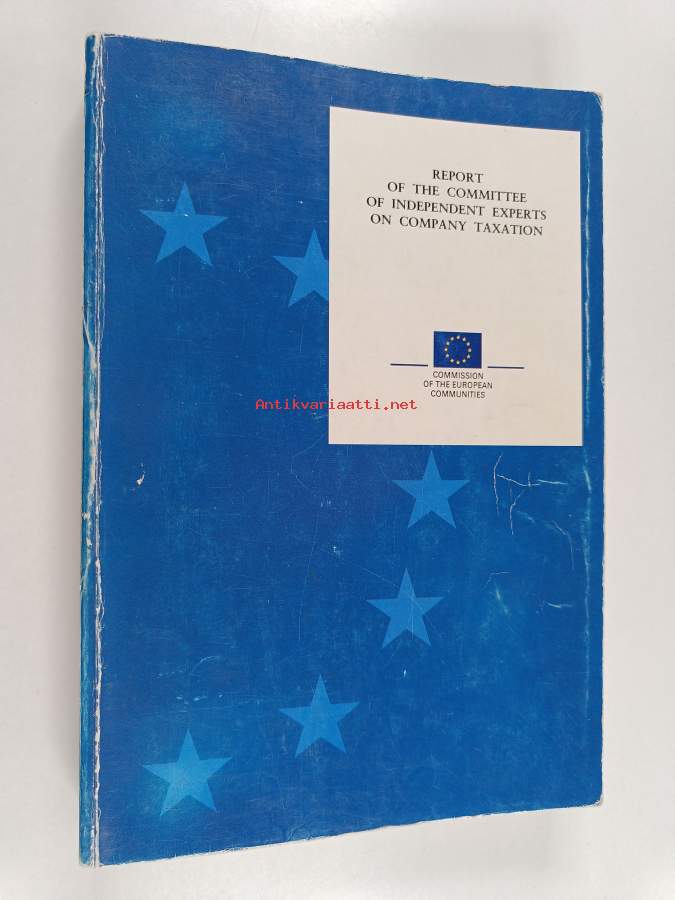 REPORT
OF THE COMMITTEE
OF INDEPENDENT EXPERTS
ON COMPANY TAXATION
COMMISSION
OF THE EUROPEAN
COMMUNITIES
Antikvariaatti.net